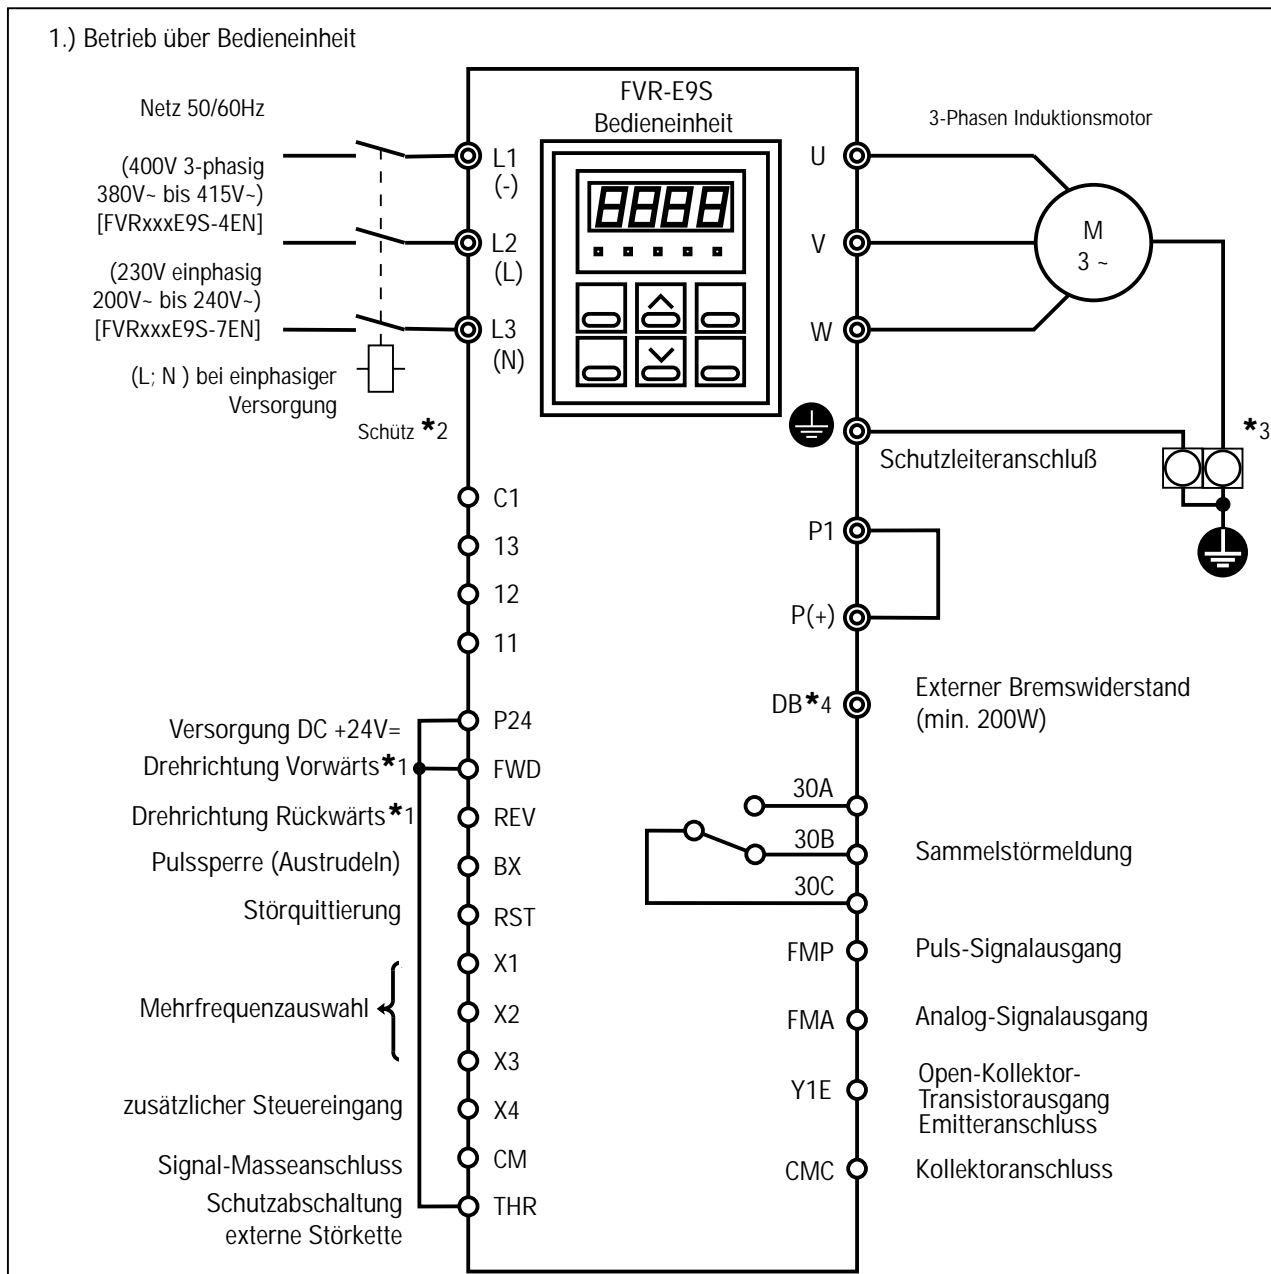 1.) Betrieb über Bedieneinheit
FVR-E9S
Bedieneinheit
Netz 50/60Hz
(400V 3-phasig
380V~ bis 415V~)
[FVRxxxE9S-4EN]
(230V einphasig
200V~ bis 240V~)
[FVRxxxE9S-7EN]
(L; N ) bei einphasiger
Versorgung
Schütz *2
L1
(-)
L2
(L)
L3
(N)
8888
3-Phasen Induktionsmotor
U
V
W
M
3 ~
*3
Schutzleiteranschluß
C1
13
12
11
P1
P(+)
DB*4
Externer Bremswiderstand
(min. 200W)
Versorgung DC +24V=
P24
Drehrichtung Vorwärts*1
FWD
Drehrichtung Rückwärts*1
REV
Pulssperre (Austrudeln)
BX
Störquittierung
RST
Mehrfrequenzauswahl
X1
X2
X3
zusätzlicher Steuereingang
X4
Signal-Masseanschluss
CM
Schutzabschaltung
externe Störkette
THR
30A
30B
30C
Sammelstörmeldung
FMP
Puls-Signalausgang
FMA
Analog-Signalausgang
Y1E
Open-Kollektor-
Transistorausgang
Emitteranschluss
CMC
Kollektoranschluss